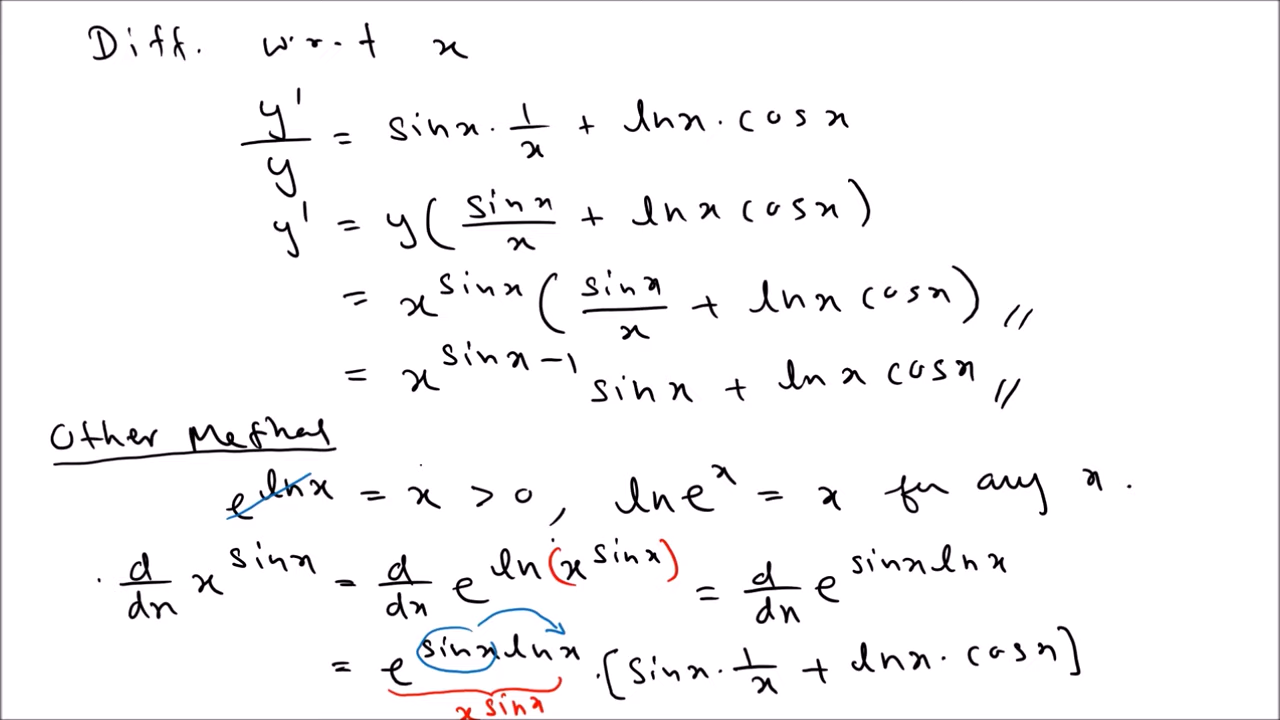 Diff. w.r.t x
y'/y = sinx · 1/x + lnx · cosx
y' = y( sinx/x + lnx cosx )
= x^sinx ( sinx/x + lnx cosx ) //
= x^(sinx-1) sinx + lnx cosx //
Other Method
e^lnx = x > 0, ln e^x = x for any x.
d/dx x^sinx = d/dx e^ln(x^sinx) = d/dx e^(sinx lnx)
= e^(sinx lnx) · [ sinx · 1/x + lnx · cosx ]
x^sinx